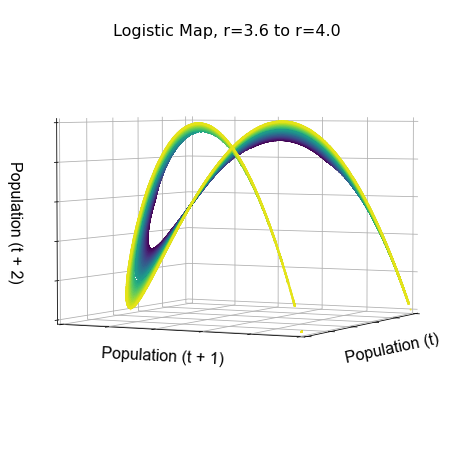 Logistic Map, r=3.6 to r=4.0
Population (t + 2)
Population (t + 1)
Population (t)